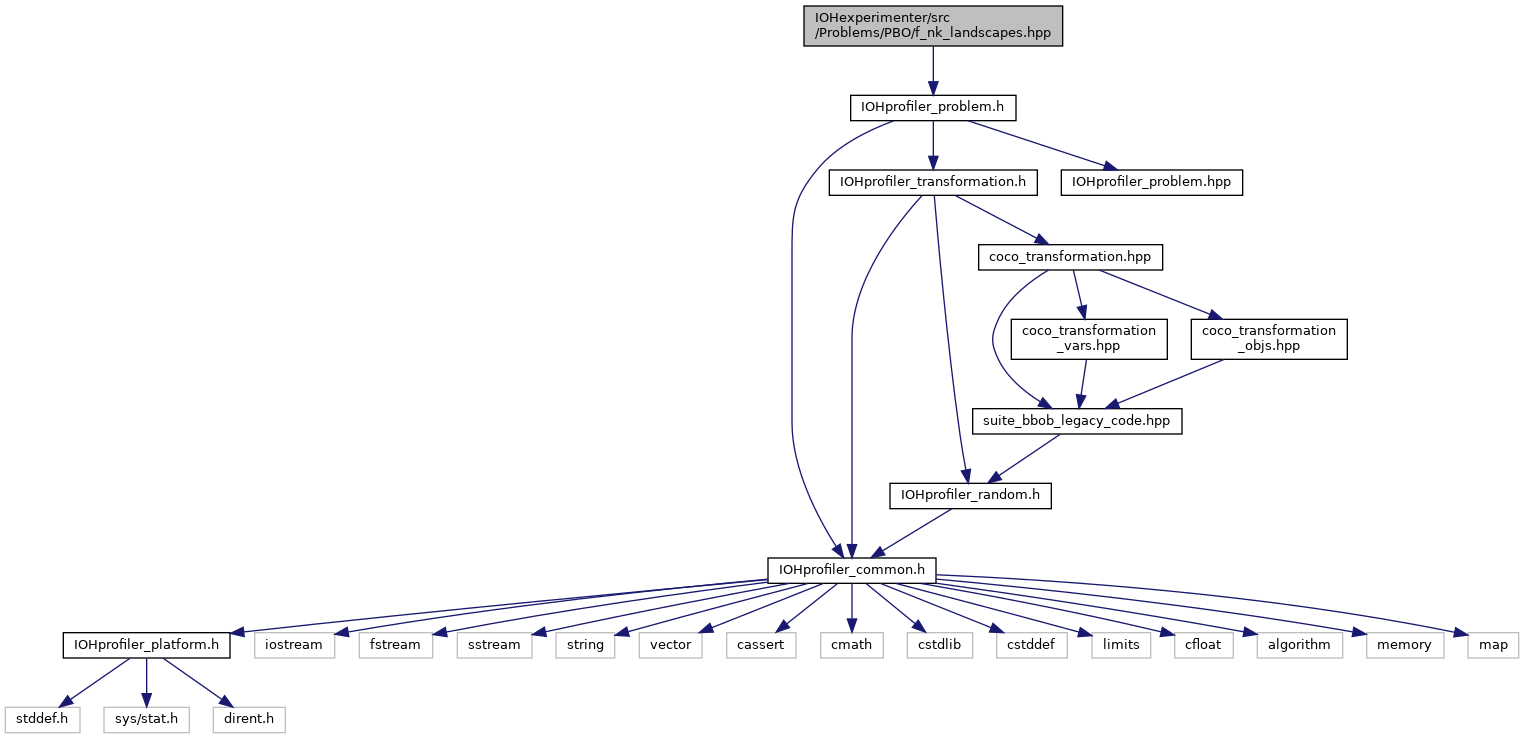 IOHexperimenter/src
/Problems/PBO/f_nk_landscapes.hpp
IOHprofiler_problem.h
IOHprofiler_transformation.h
IOHprofiler_problem.hpp
coco_transformation.hpp
coco_transformation
_vars.hpp
coco_transformation
_objs.hpp
suite_bbob_legacy_code.hpp
IOHprofiler_random.h
IOHprofiler_common.h
IOHprofiler_platform.h
iostream
fstream
sstream
string
vector
cassert
cmath
cstdlib
cstddef
limits
cfloat
algorithm
memory
map
stddef.h
sys/stat.h
dirent.h